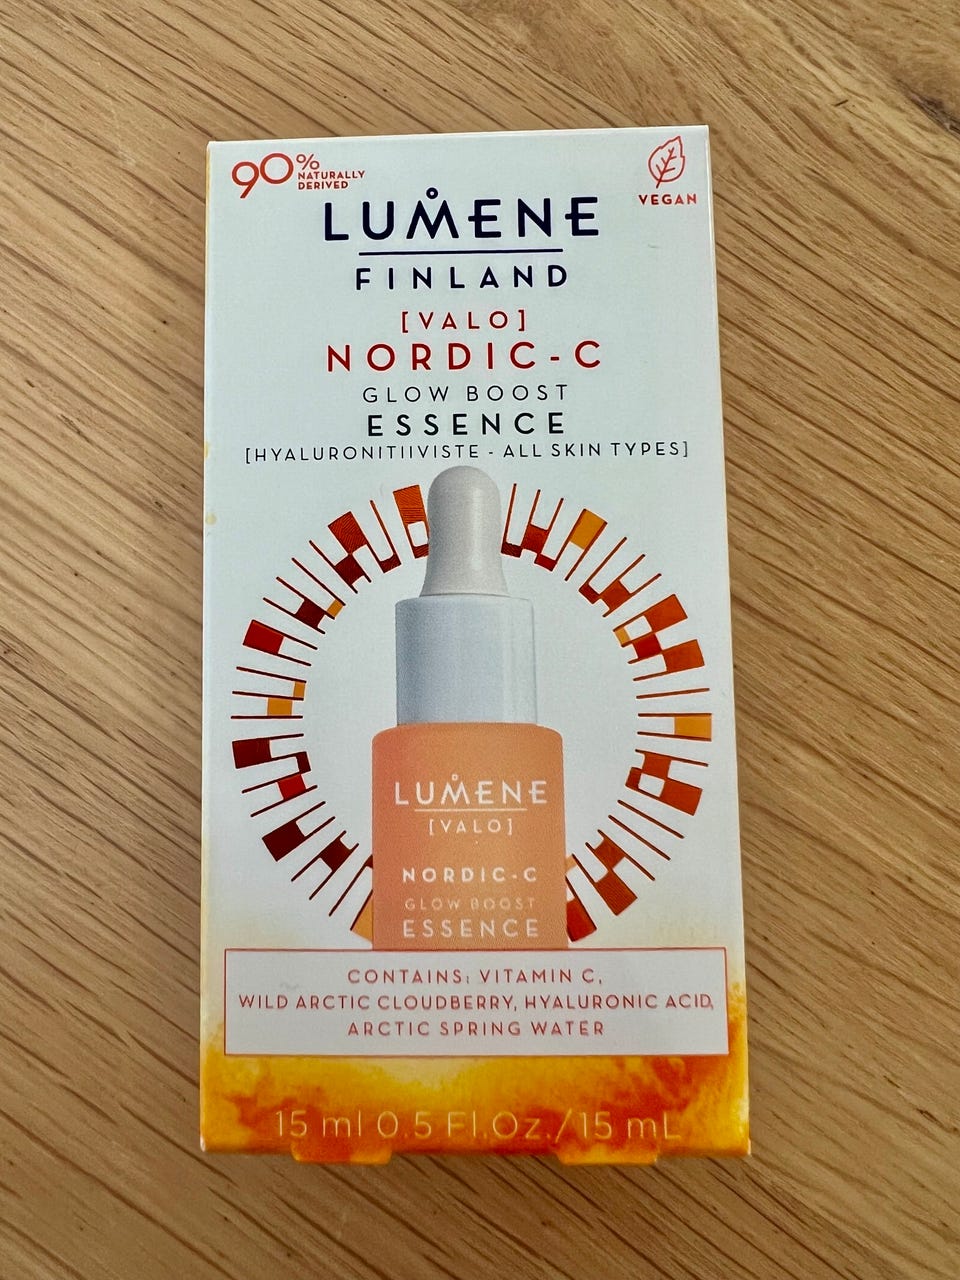 90%
NATURALLY
DERIVED
VEGAN
LUMENE
FINLAND
[VALO]
NORDIC-C
GLOW BOOST
ESSENCE
[HYALURONITIIVISTE - ALL SKIN TYPES]
LUMENE
[VALO]
NORDIC-C
GLOW BOOST
ESSENCE
CONTAINS: VITAMIN C,
WILD ARCTIC CLOUDBERRY, HYALURONIC ACID,
ARCTIC SPRING WATER
15 ml 0.5 Fl.Oz./15 mL